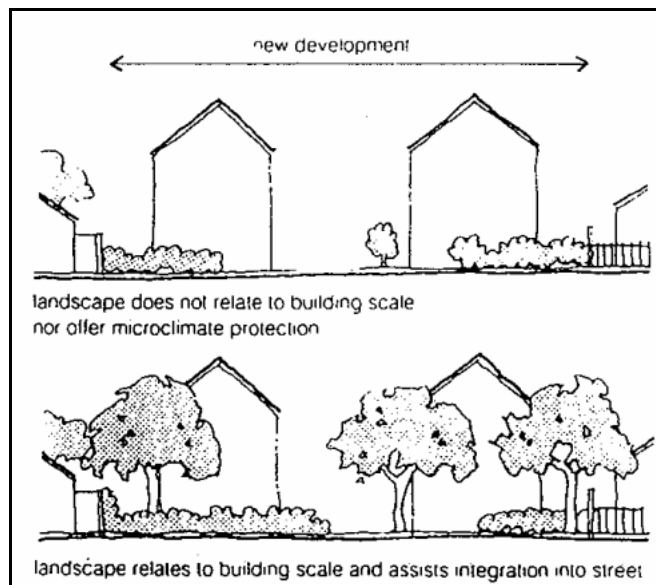 new development
landscape does not relate to building scale
nor offer microclimate protection
landscape relates to building scale and assists integration into street